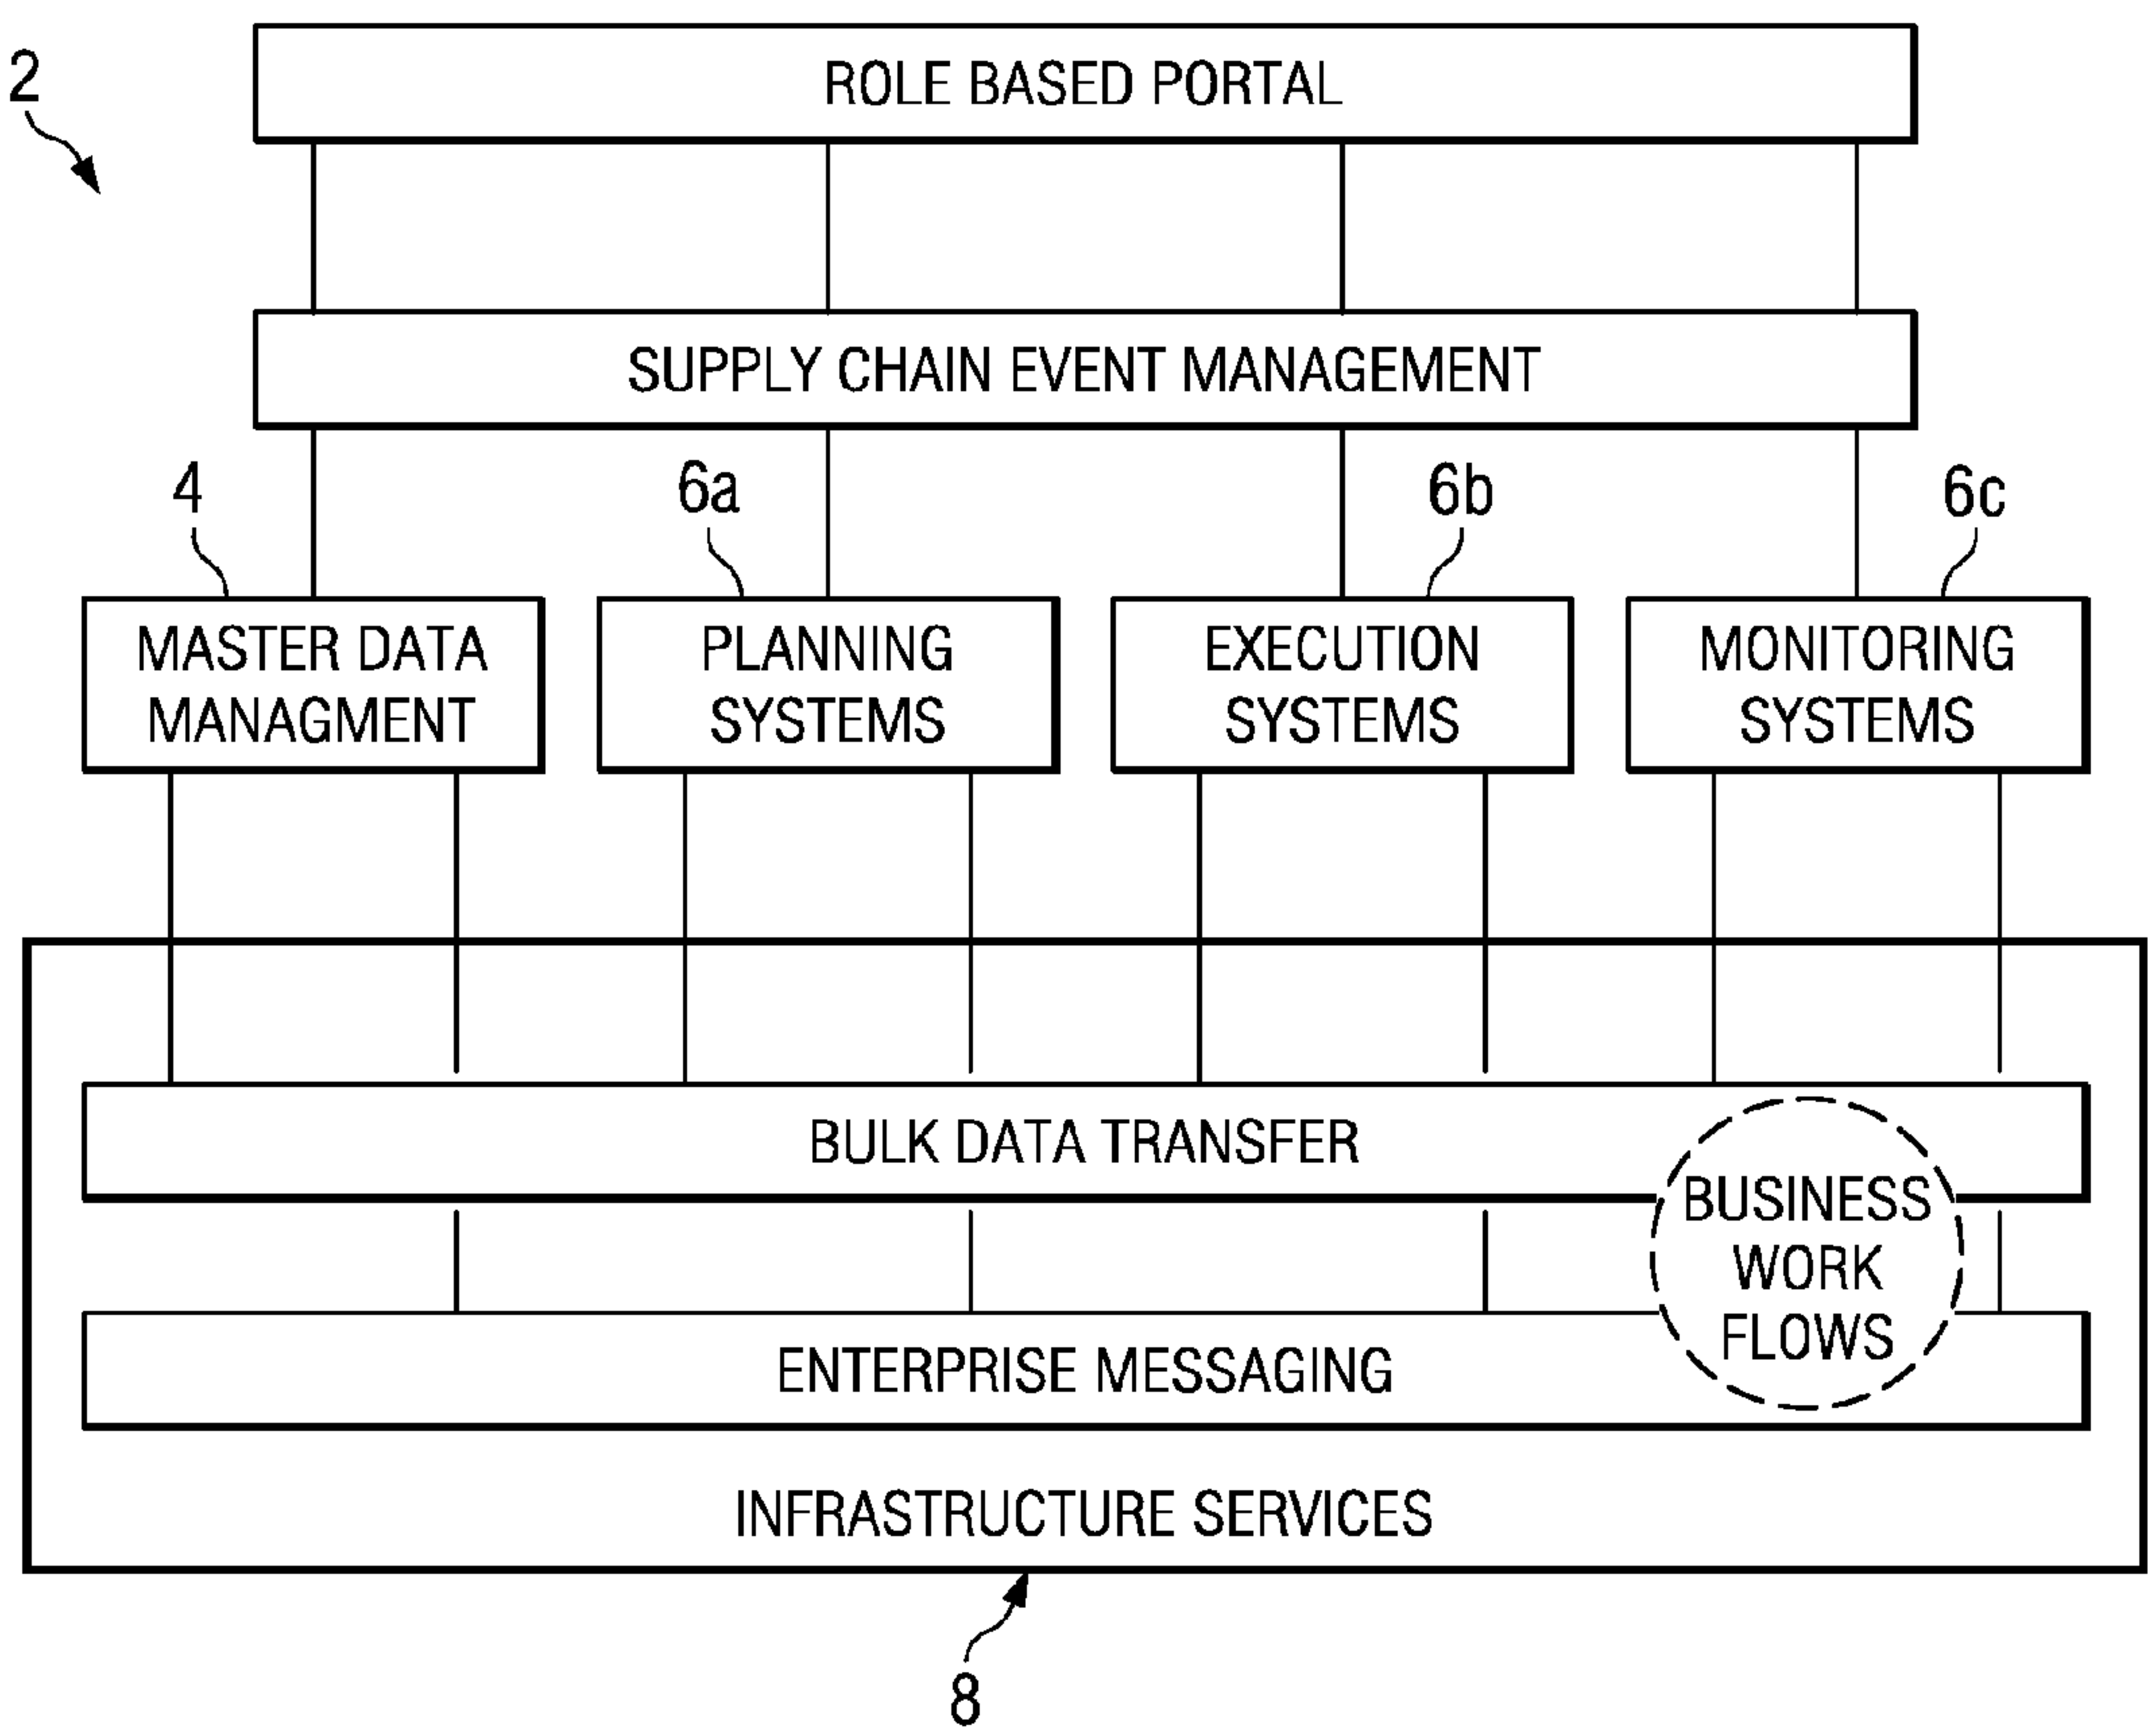 ROLE BASED PORTAL
2
SUPPLY CHAIN EVENT MANAGEMENT
4
6a
6b
6c
MASTER DATA
MANAGMENT
PLANNING
SYSTEMS
EXECUTION
SYSTEMS
MONITORING
SYSTEMS
BULK DATA TRANSFER
BUSINESS
WORK
FLOWS
ENTERPRISE MESSAGING
INFRASTRUCTURE SERVICES
8